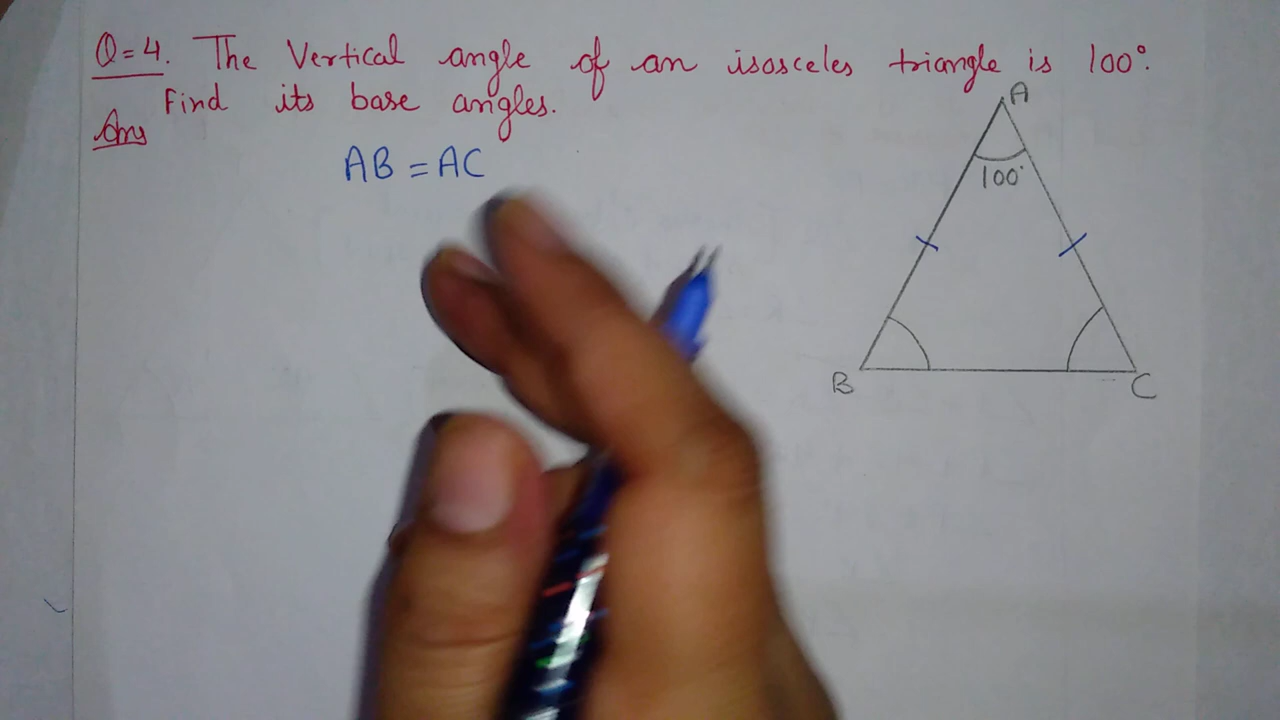 Q=4. The Vertical angle of an isosceles triangle is 100°.
Find its base angles.
Ans
AB = AC
A
100°
B
C